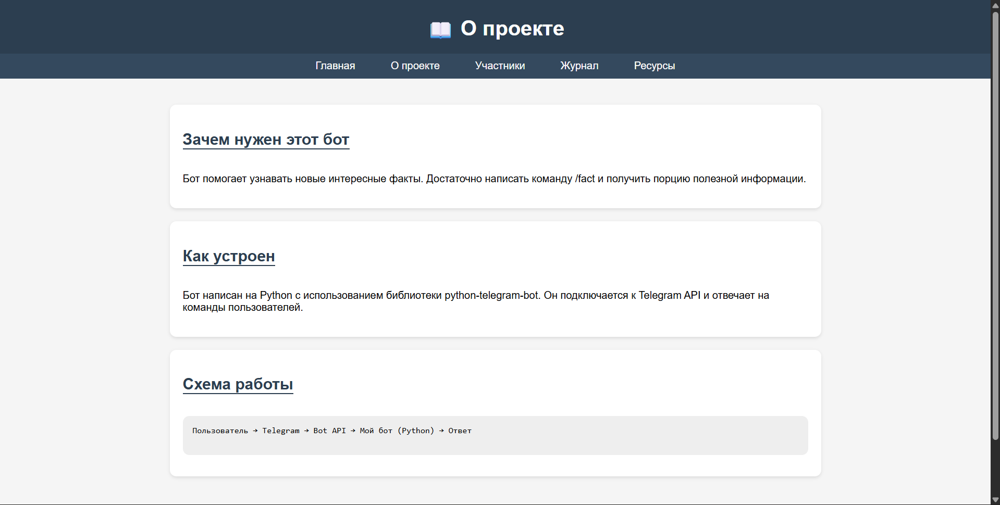 📖 О проекте
Главная О проекте Участники Журнал Ресурсы
Зачем нужен этот бот
Бот помогает узнавать новые интересные факты. Достаточно написать команду /fact и получить порцию полезной информации.
Как устроен
Бот написан на Python с использованием библиотеки python-telegram-bot. Он подключается к Telegram API и отвечает на
команды пользователей.
Схема работы
Пользователь → Telegram → Bot API → Мой бот (Python) → Ответ